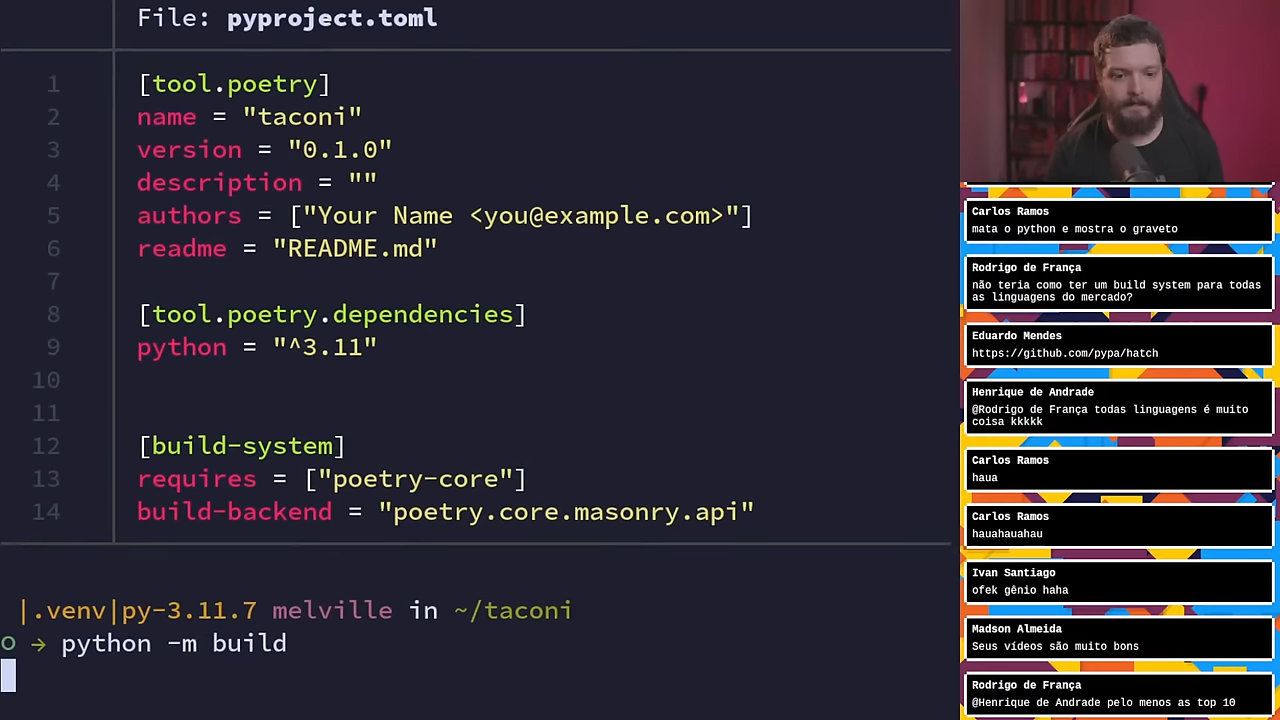 File: pyproject.toml
1 [tool.poetry]
2 name = "taconi"
3 version = "0.1.0"
4 description = ""
5 authors = ["Your Name <you@example.com>"]
6 readme = "README.md"
7
8 [tool.poetry.dependencies]
9 python = "^3.11"
10
11
12 [build-system]
13 requires = ["poetry-core"]
14 build-backend = "poetry.core.masonry.api"
|.venv|py-3.11.7 melville in ~/taconi
→ python -m build
Carlos Ramos
mata o python e mostra o graveto
Rodrigo de França
não teria como ter um build system para todas
as linguagens do mercado?
Eduardo Mendes
https://github.com/pypa/hatch
Henrique de Andrade
@Rodrigo de França todas linguagens é muito
coisa kkkkk
Carlos Ramos
haua
Carlos Ramos
hauahauahau
Ivan Santiago
ofek gênio haha
Madson Almeida
Seus vídeos são muito bons
Rodrigo de França
@Henrique de Andrade pelo menos as top 10